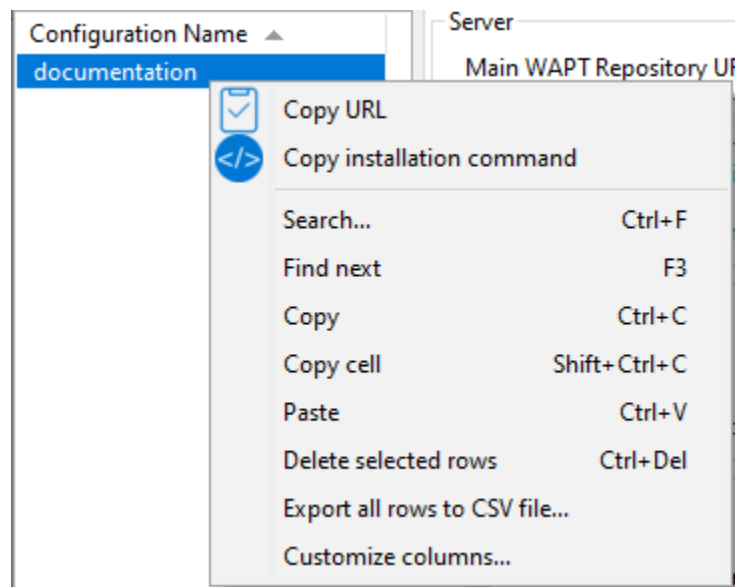 Configuration Name
Server
documentation
Main WAPT Repository UR
Copy URL
</> Copy installation command
Search... Ctrl+F
Find next F3
Copy Ctrl+C
Copy cell Shift+Ctrl+C
Paste Ctrl+V
Delete selected rows Ctrl+Del
Export all rows to CSV file...
Customize columns...